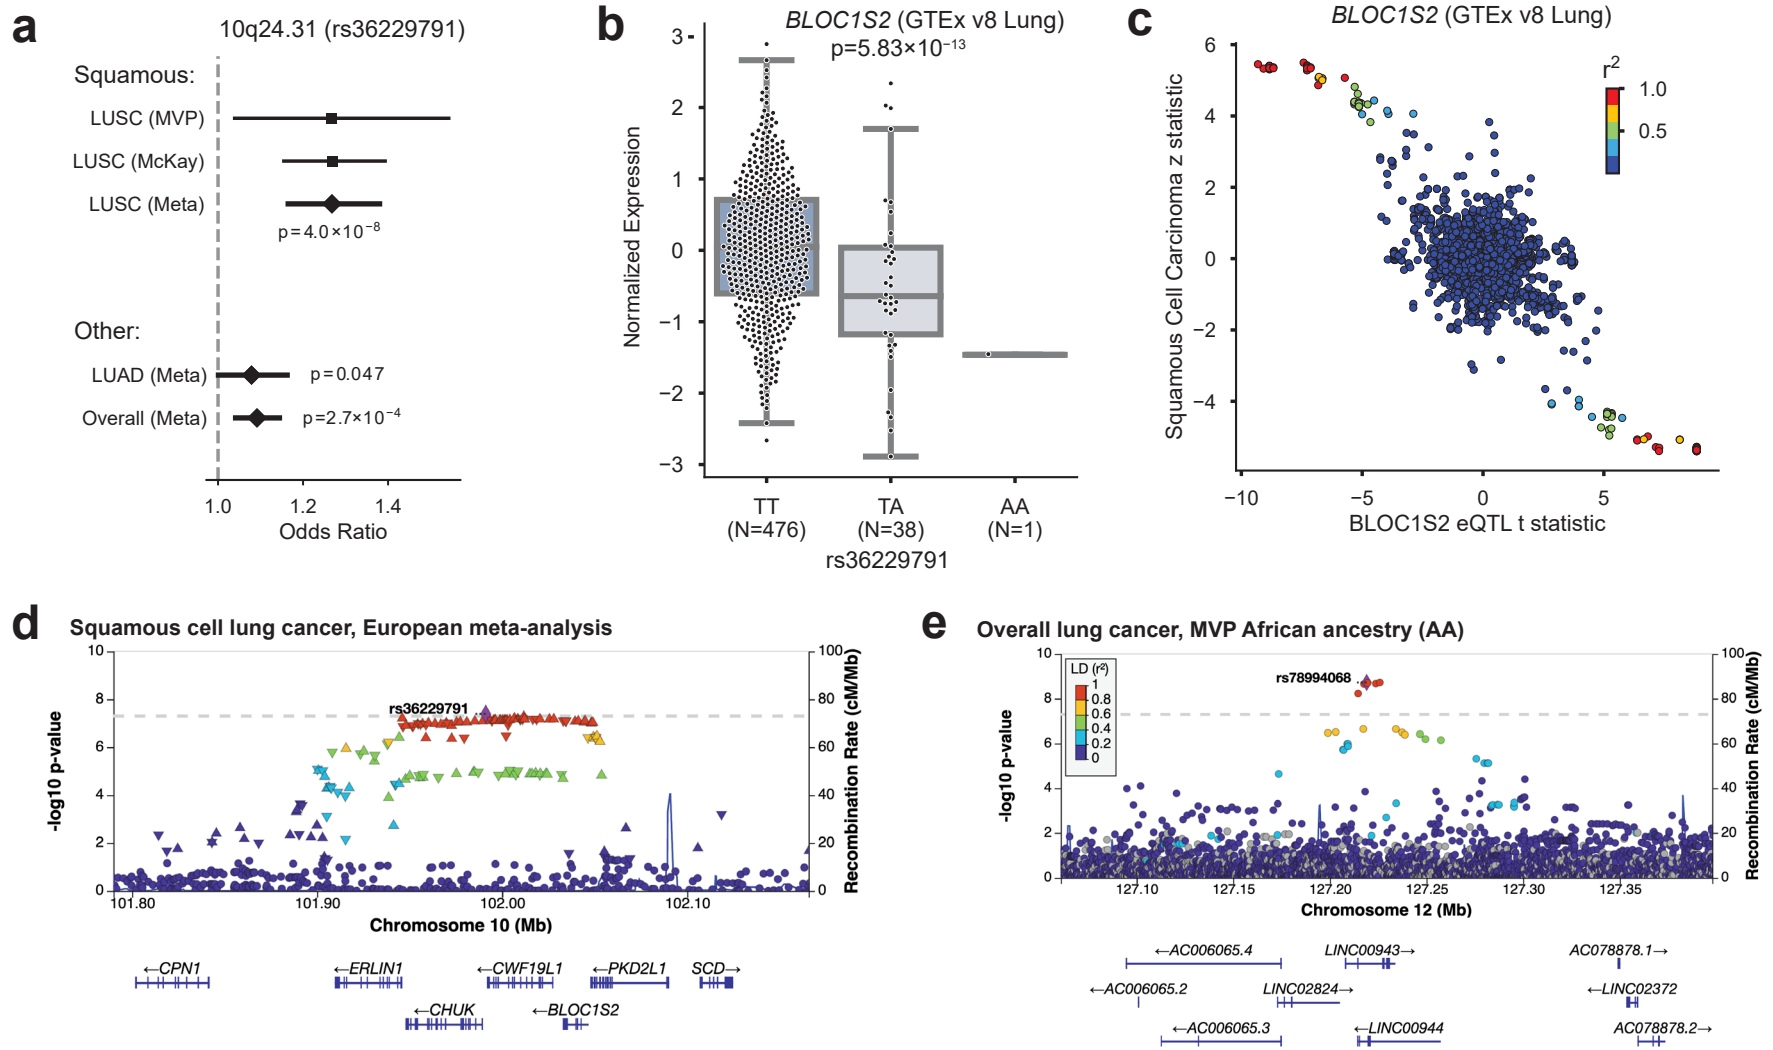 a
10q24.31 (rs36229791)
Squamous:
LUSC (MVP)
LUSC (McKay)
LUSC (Meta)
p=4.0×10⁻⁸
Other:
LUAD (Meta)
p=0.047
Overall (Meta)
p=2.7×10⁻⁴
1.0 1.2 1.4
Odds Ratio
b
BLOC1S2 (GTEx v8 Lung)
p=5.83×10⁻¹³
Normalized Expression
3
2
1
0
−1
−2
−3
TT TA AA
(N=476) (N=38) (N=1)
rs36229791
c
BLOC1S2 (GTEx v8 Lung)
Squamous Cell Carcinoma z statistic
6
4
2
0
−2
−4
r²
1.0
0.5
−10 −5 0 5
BLOC1S2 eQTL t statistic
d
Squamous cell lung cancer, European meta-analysis
-log10 p-value
10
8
6
4
2
0
rs36229791
100
80
60
40
20
0
Recombination Rate (cM/Mb)
101.80 101.90 102.00 102.10
Chromosome 10 (Mb)
←CPN1 ←ERLIN1 ←CWF19L1 ←PKD2L1 SCD→
←CHUK ←BLOC1S2
e
Overall lung cancer, MVP African ancestry (AA)
-log10 p-value
10
8
6
4
2
0
LD (r²)
1
0.8
0.6
0.4
0.2
0
rs78994068
100
80
60
40
20
0
Recombination Rate (cM/Mb)
127.10 127.15 127.20 127.25 127.30 127.35
Chromosome 12 (Mb)
←AC006065.4 LINC00943→ AC078878.1→
←AC006065.2 LINC02824→ ←LINC02372
←AC006065.3 ←LINC00944 AC078878.2→